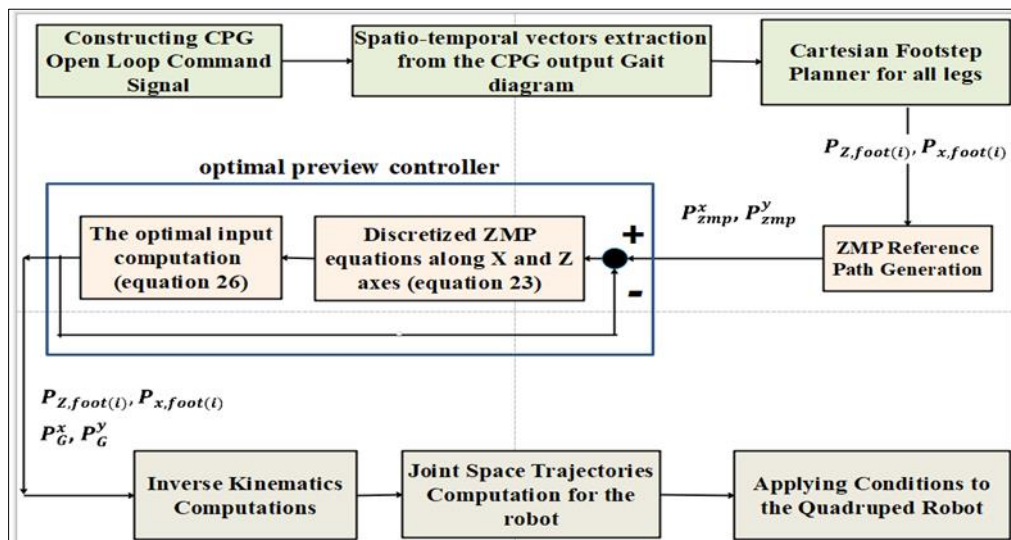 Constructing CPG
Open Loop Command
Signal
Spatio-temporal vectors extraction
from the CPG output Gait
diagram
Cartesian Footstep
Planner for all legs
P_{Z,foot(i)}, P_{x,foot(i)}
optimal preview controller
P^x_{zmp}, P^y_{zmp}
+
-
The optimal input
computation
(equation 26)
Discretized ZMP
equations along X and Z
axes (equation 23)
ZMP Reference
Path Generation
P_{Z,foot(i)}, P_{x,foot(i)}
P^x_G, P^y_G
Inverse Kinematics
Computations
Joint Space Trajectories
Computation for the
robot
Applying Conditions to
the Quadruped Robot